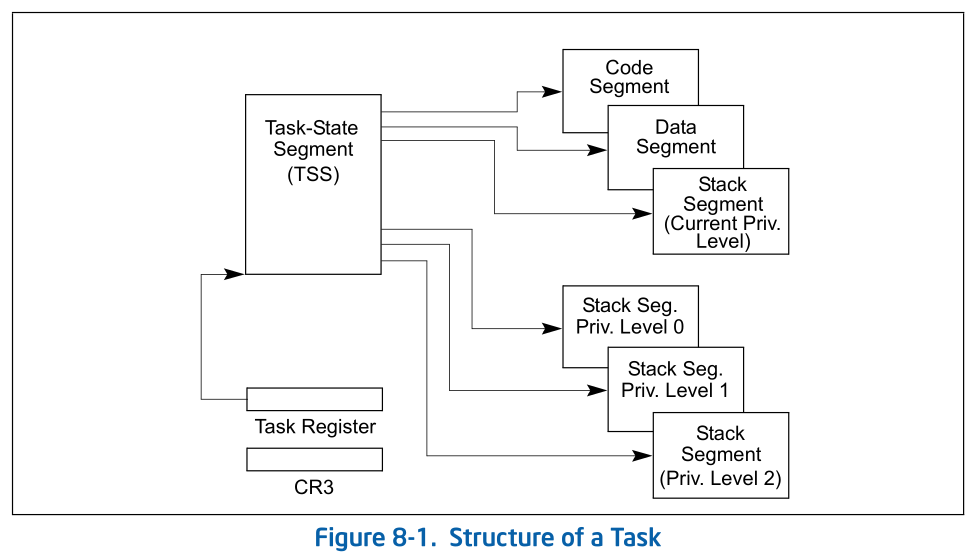 Code
Segment
Task-State
Segment
(TSS)
Data
Segment
Stack
Segment
(Current Priv.
Level)
Stack Seg.
Priv. Level 0
Stack Seg.
Priv. Level 1
Task Register
Stack
Segment
(Priv. Level 2)
CR3
Figure 8-1. Structure of a Task